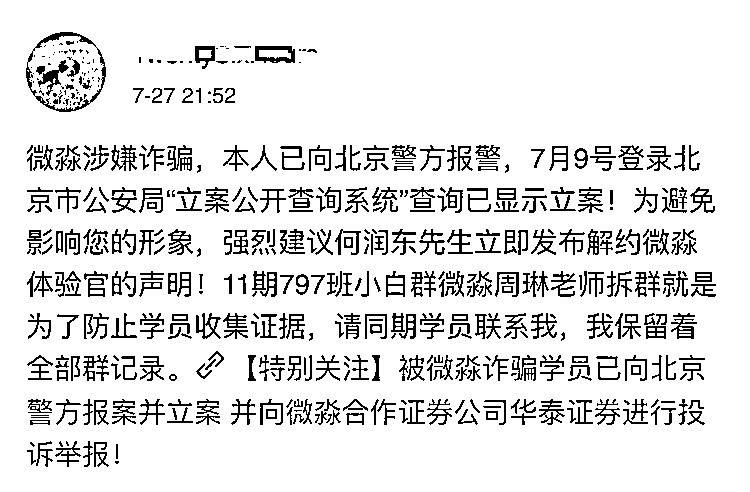 7-27 21:52
微淼涉嫌诈骗，本人已向北京警方报警，7月9号登录北
京市公安局“立案公开查询系统”查询已显示立案！为避免
影响您的形象，强烈建议何润东先生立即发布解约微淼
体验官的声明！11期797班小白群微淼周琳老师拆群就是
为了防止学员收集证据，请同期学员联系我，我保留着
全部群记录。【特别关注】被微淼诈骗学员已向北京
警方报案并立案 并向微淼合作证券公司华泰证券进行投
诉举报！